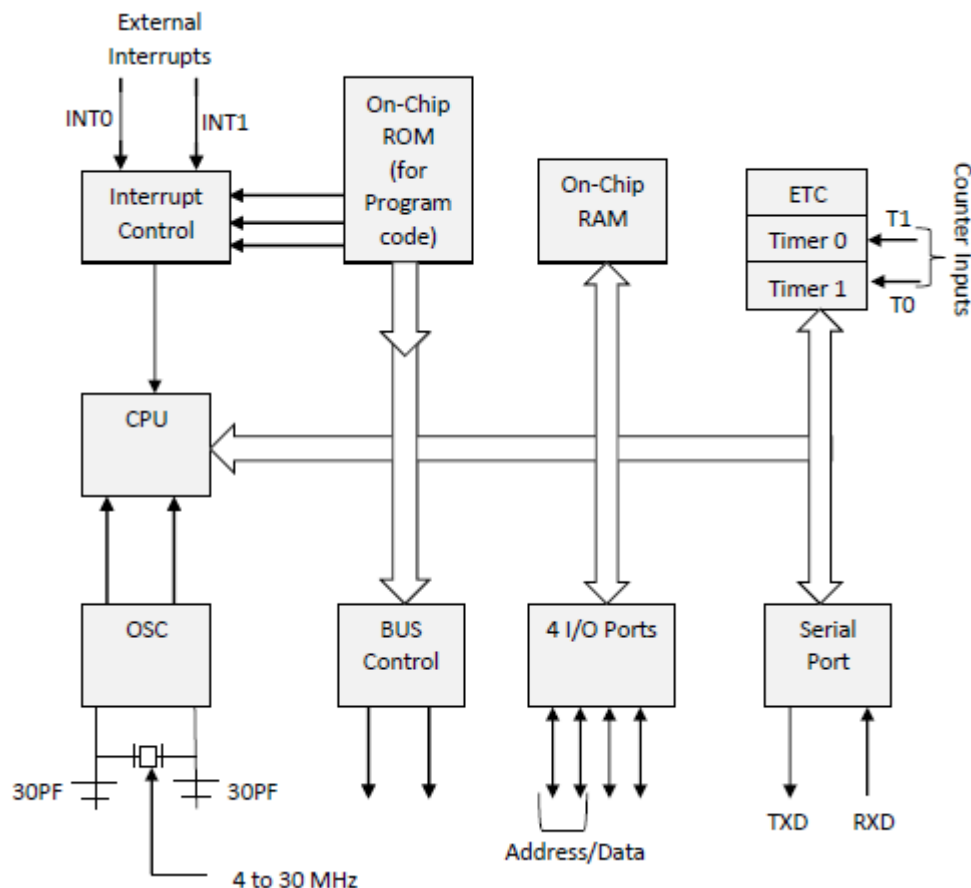 External
Interrupts
INT0
INT1
On-Chip
ROM
(for
Program
code)
Interrupt
Control
On-Chip
RAM
ETC
Timer 0
Timer 1
T1
T0
Counter Inputs
CPU
OSC
BUS
Control
4 I/O Ports
Serial
Port
30PF
30PF
TXD
RXD
Address/Data
4 to 30 MHz